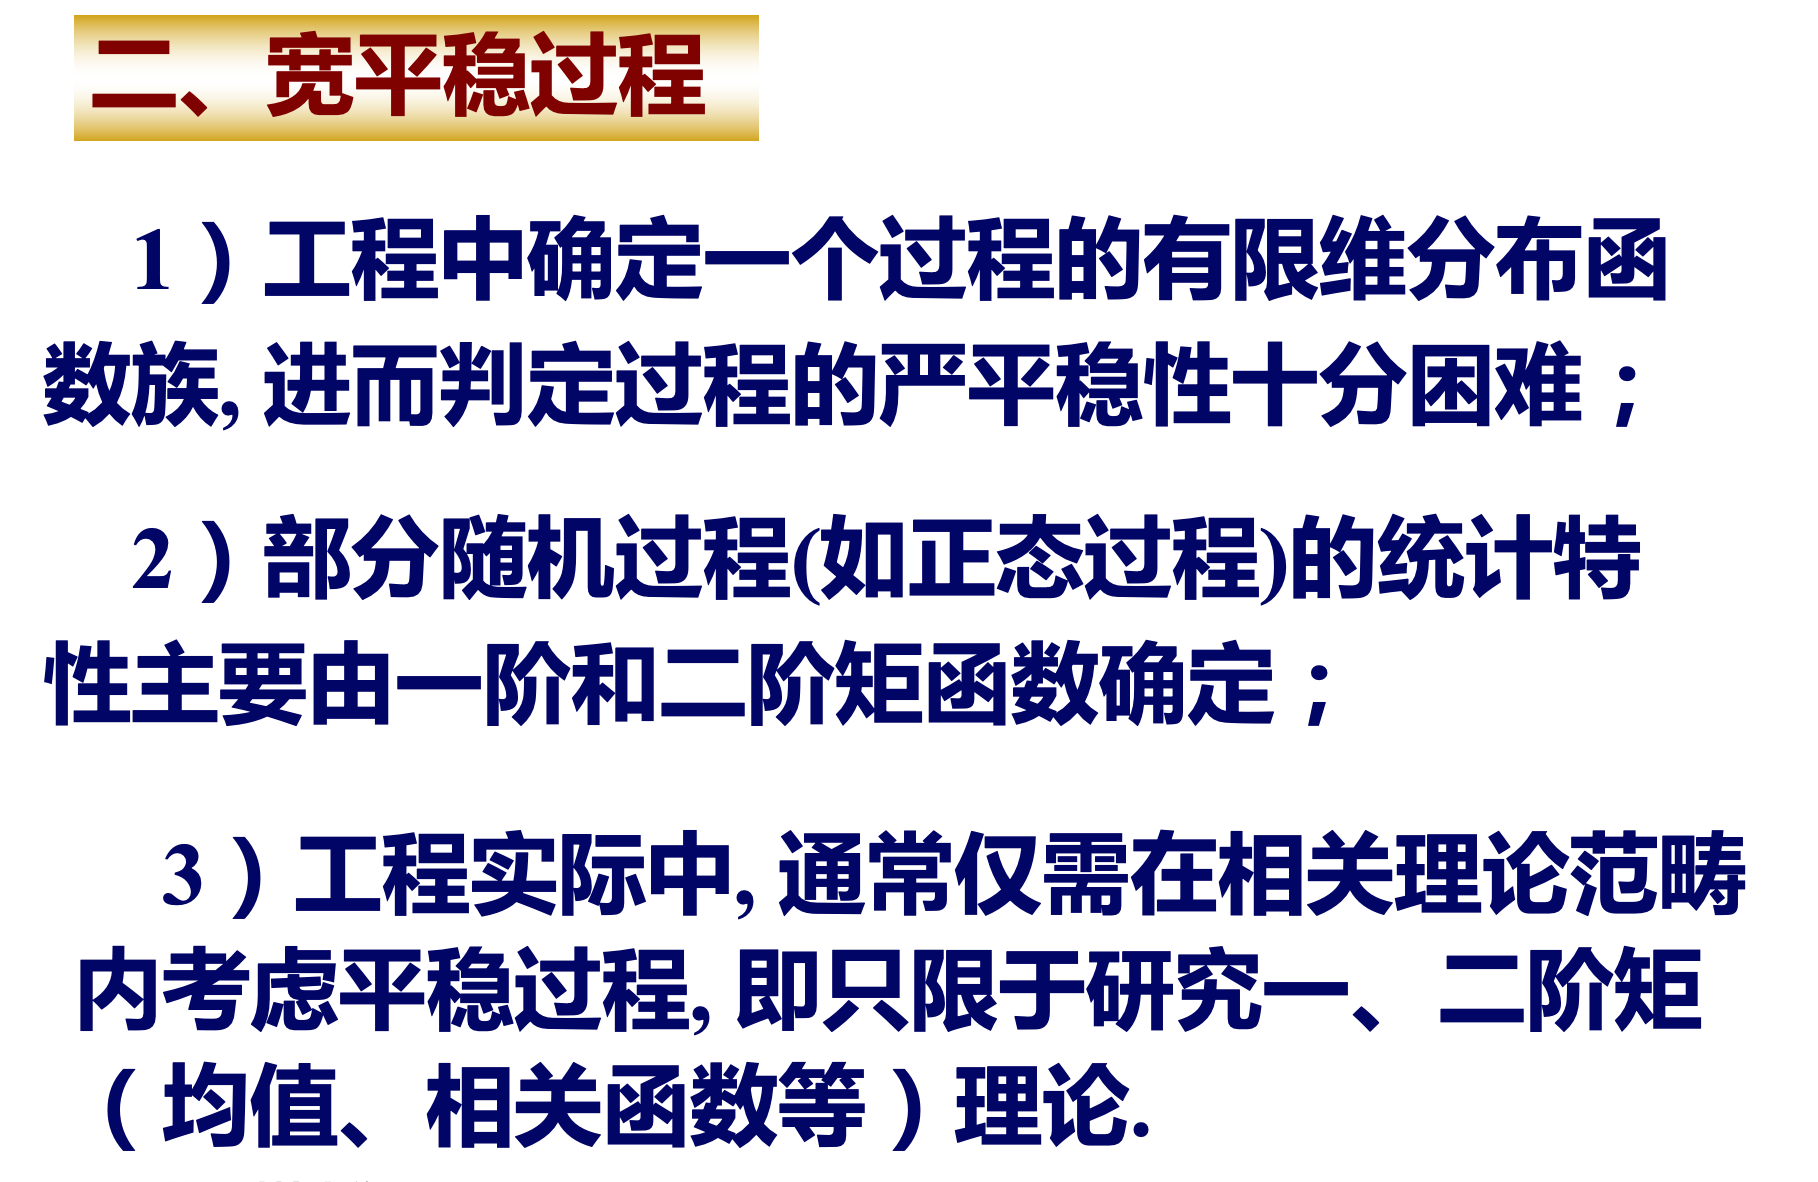 二、宽平稳过程
1）工程中确定一个过程的有限维分布函
数族, 进而判定过程的严平稳性十分困难；
2）部分随机过程(如正态过程)的统计特
性主要由一阶和二阶矩函数确定；
3）工程实际中, 通常仅需在相关理论范畴
内考虑平稳过程, 即只限于研究一、二阶矩
（均值、相关函数等）理论.